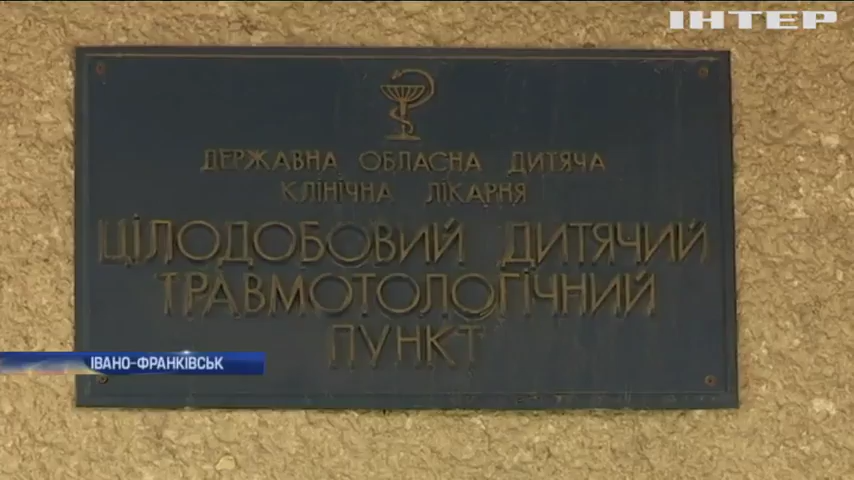 ІНТЕР
ДЕРЖАВНА ОБЛАСНА ДИТЯЧА
КЛІНІЧНА ЛІКАРНЯ
ЦІЛОДОБОВИЙ ДИТЯЧИЙ
ТРАВМОТОЛОГІЧНИЙ
ПУНКТ
ІВАНО-ФРАНКІВСЬК